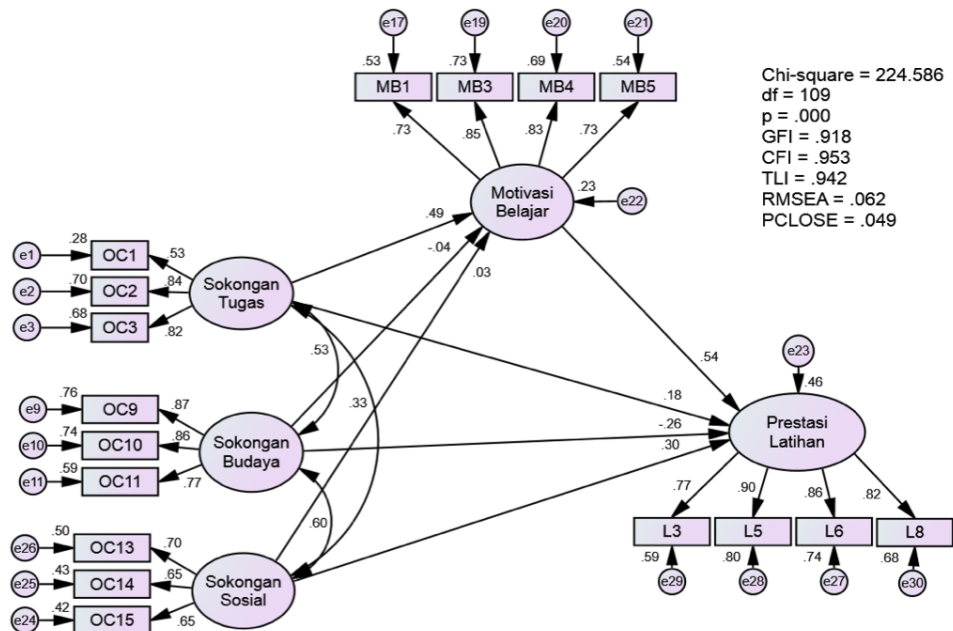 e17
e19
e20
e21
.53
.73
.69
.54
MB1
MB3
MB4
MB5
.73
.85
.83
.73
Chi-square = 224.586
df = 109
p = .000
GFI = .918
CFI = .953
TLI = .942
RMSEA = .062
PCLOSE = .049
Motivasi
Belajar
.23
e22
.49
-.04
.03
e1
.28
OC1
.53
e2
.70
OC2
.84
e3
.68
OC3
.82
Sokongan
Tugas
.53
.33
.54
.18
-.26
.30
e23
.46
Prestasi
Latihan
e9
.76
OC9
.87
e10
.74
OC10
.86
e11
.59
OC11
.77
Sokongan
Budaya
.60
.77
.90
.86
.82
L3
L5
L6
L8
.59
.80
.74
.68
e29
e28
e27
e30
e26
.50
OC13
.70
e25
.43
OC14
.65
e24
.42
OC15
.65
Sokongan
Sosial